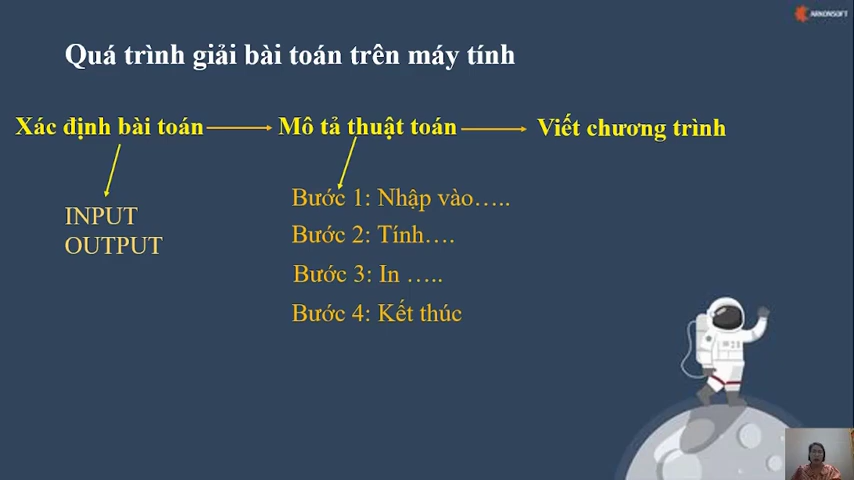 ARKONSOFT
Quá trình giải bài toán trên máy tính
Xác định bài toán
Mô tả thuật toán
Viết chương trình
INPUT
OUTPUT
Bước 1: Nhập vào…..
Bước 2: Tính….
Bước 3: In …..
Bước 4: Kết thúc